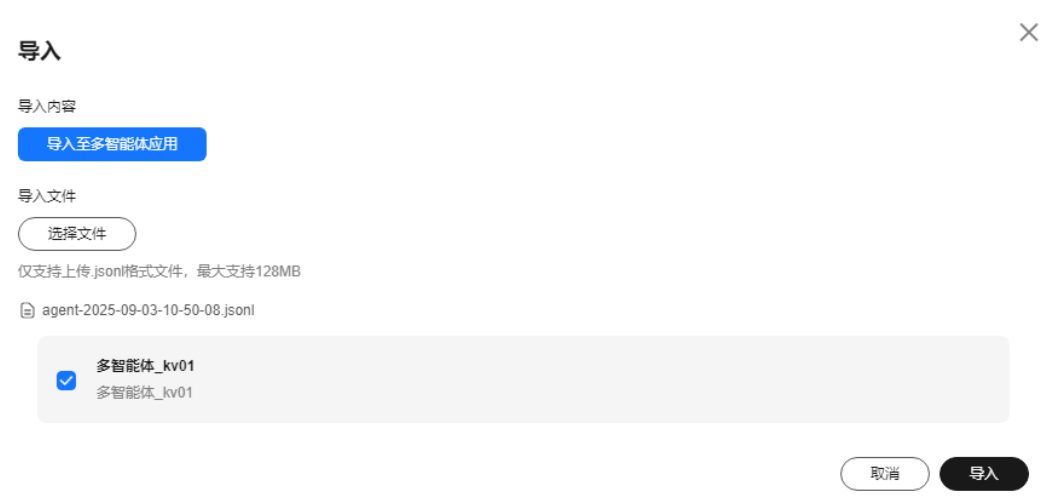 导入
导入内容
导入至多智能体应用
导入文件
选择文件
仅支持上传.jsonl格式文件，最大支持128MB
agent-2025-09-03-10-50-08.jsonl
多智能体_kv01
多智能体_kv01
取消
导入